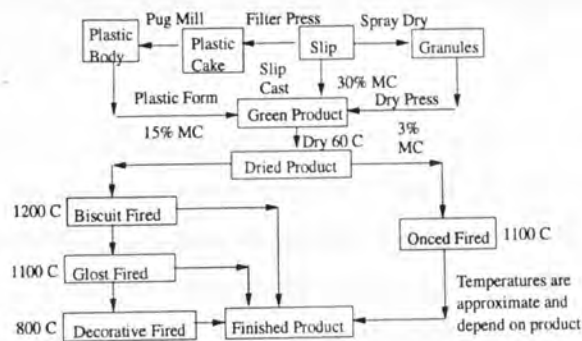 Pug Mill Filter Press Spray Dry
Plastic Body
Plastic Cake
Slip
Granules
Slip Cast
30% MC
Plastic Form
Dry Press
Green Product
15% MC
3% MC
Dry 60 C
Dried Product
1200 C
Biscuit Fired
Onced Fired
1100 C
1100 C
Glost Fired
Temperatures are
approximate and
depend on product
800 C
Decorative Fired
Finished Product